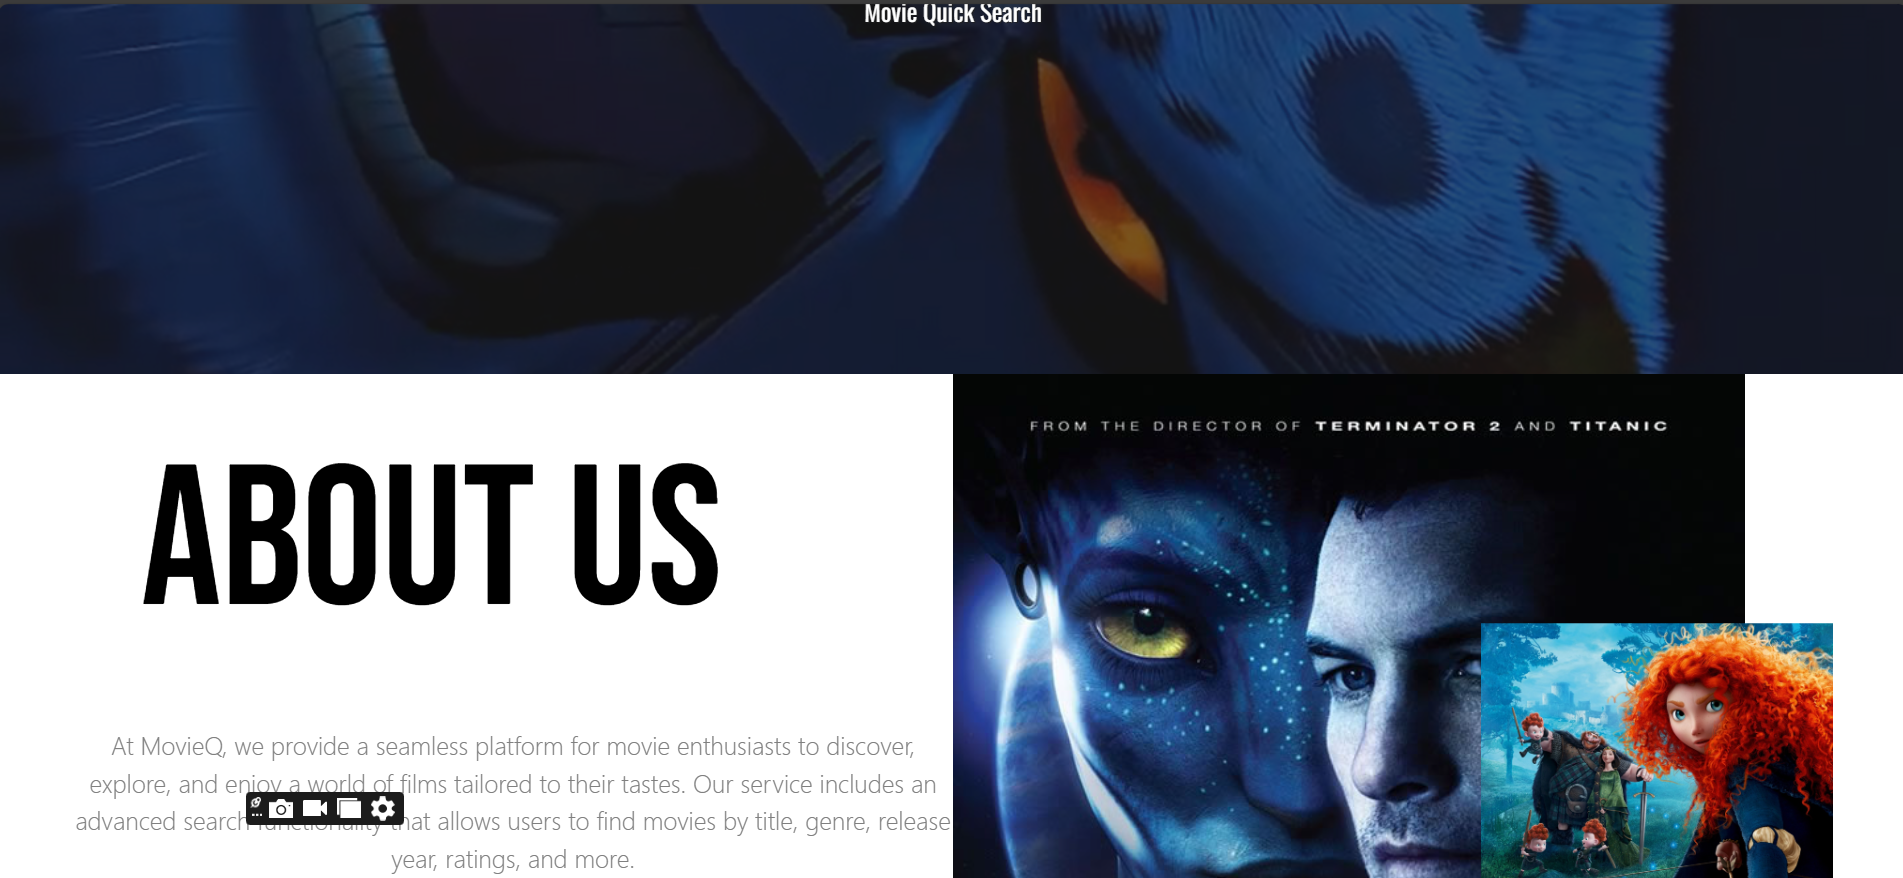 Movie Quick Search
FROM THE DIRECTOR OF TERMINATOR 2 AND TITANIC
ABOUT US
At MovieQ, we provide a seamless platform for movie enthusiasts to discover,
explore, and enjoy a world of films tailored to their tastes. Our service includes an
advanced search functionality that allows users to find movies by title, genre, release
year, ratings, and more.